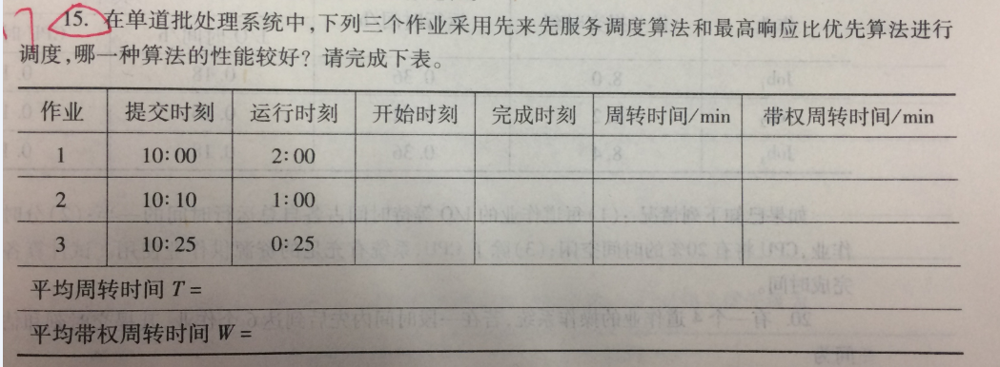 15. 在单道批处理系统中,下列三个作业采用先来先服务调度算法和最高响应比优先算法进行
调度,哪一种算法的性能较好?请完成下表。
作业 提交时刻 运行时刻 开始时刻 完成时刻 周转时间/min 带权周转时间/min
1 10:00 2:00
2 10:10 1:00
3 10:25 0:25
平均周转时间 T =
平均带权周转时间 W =